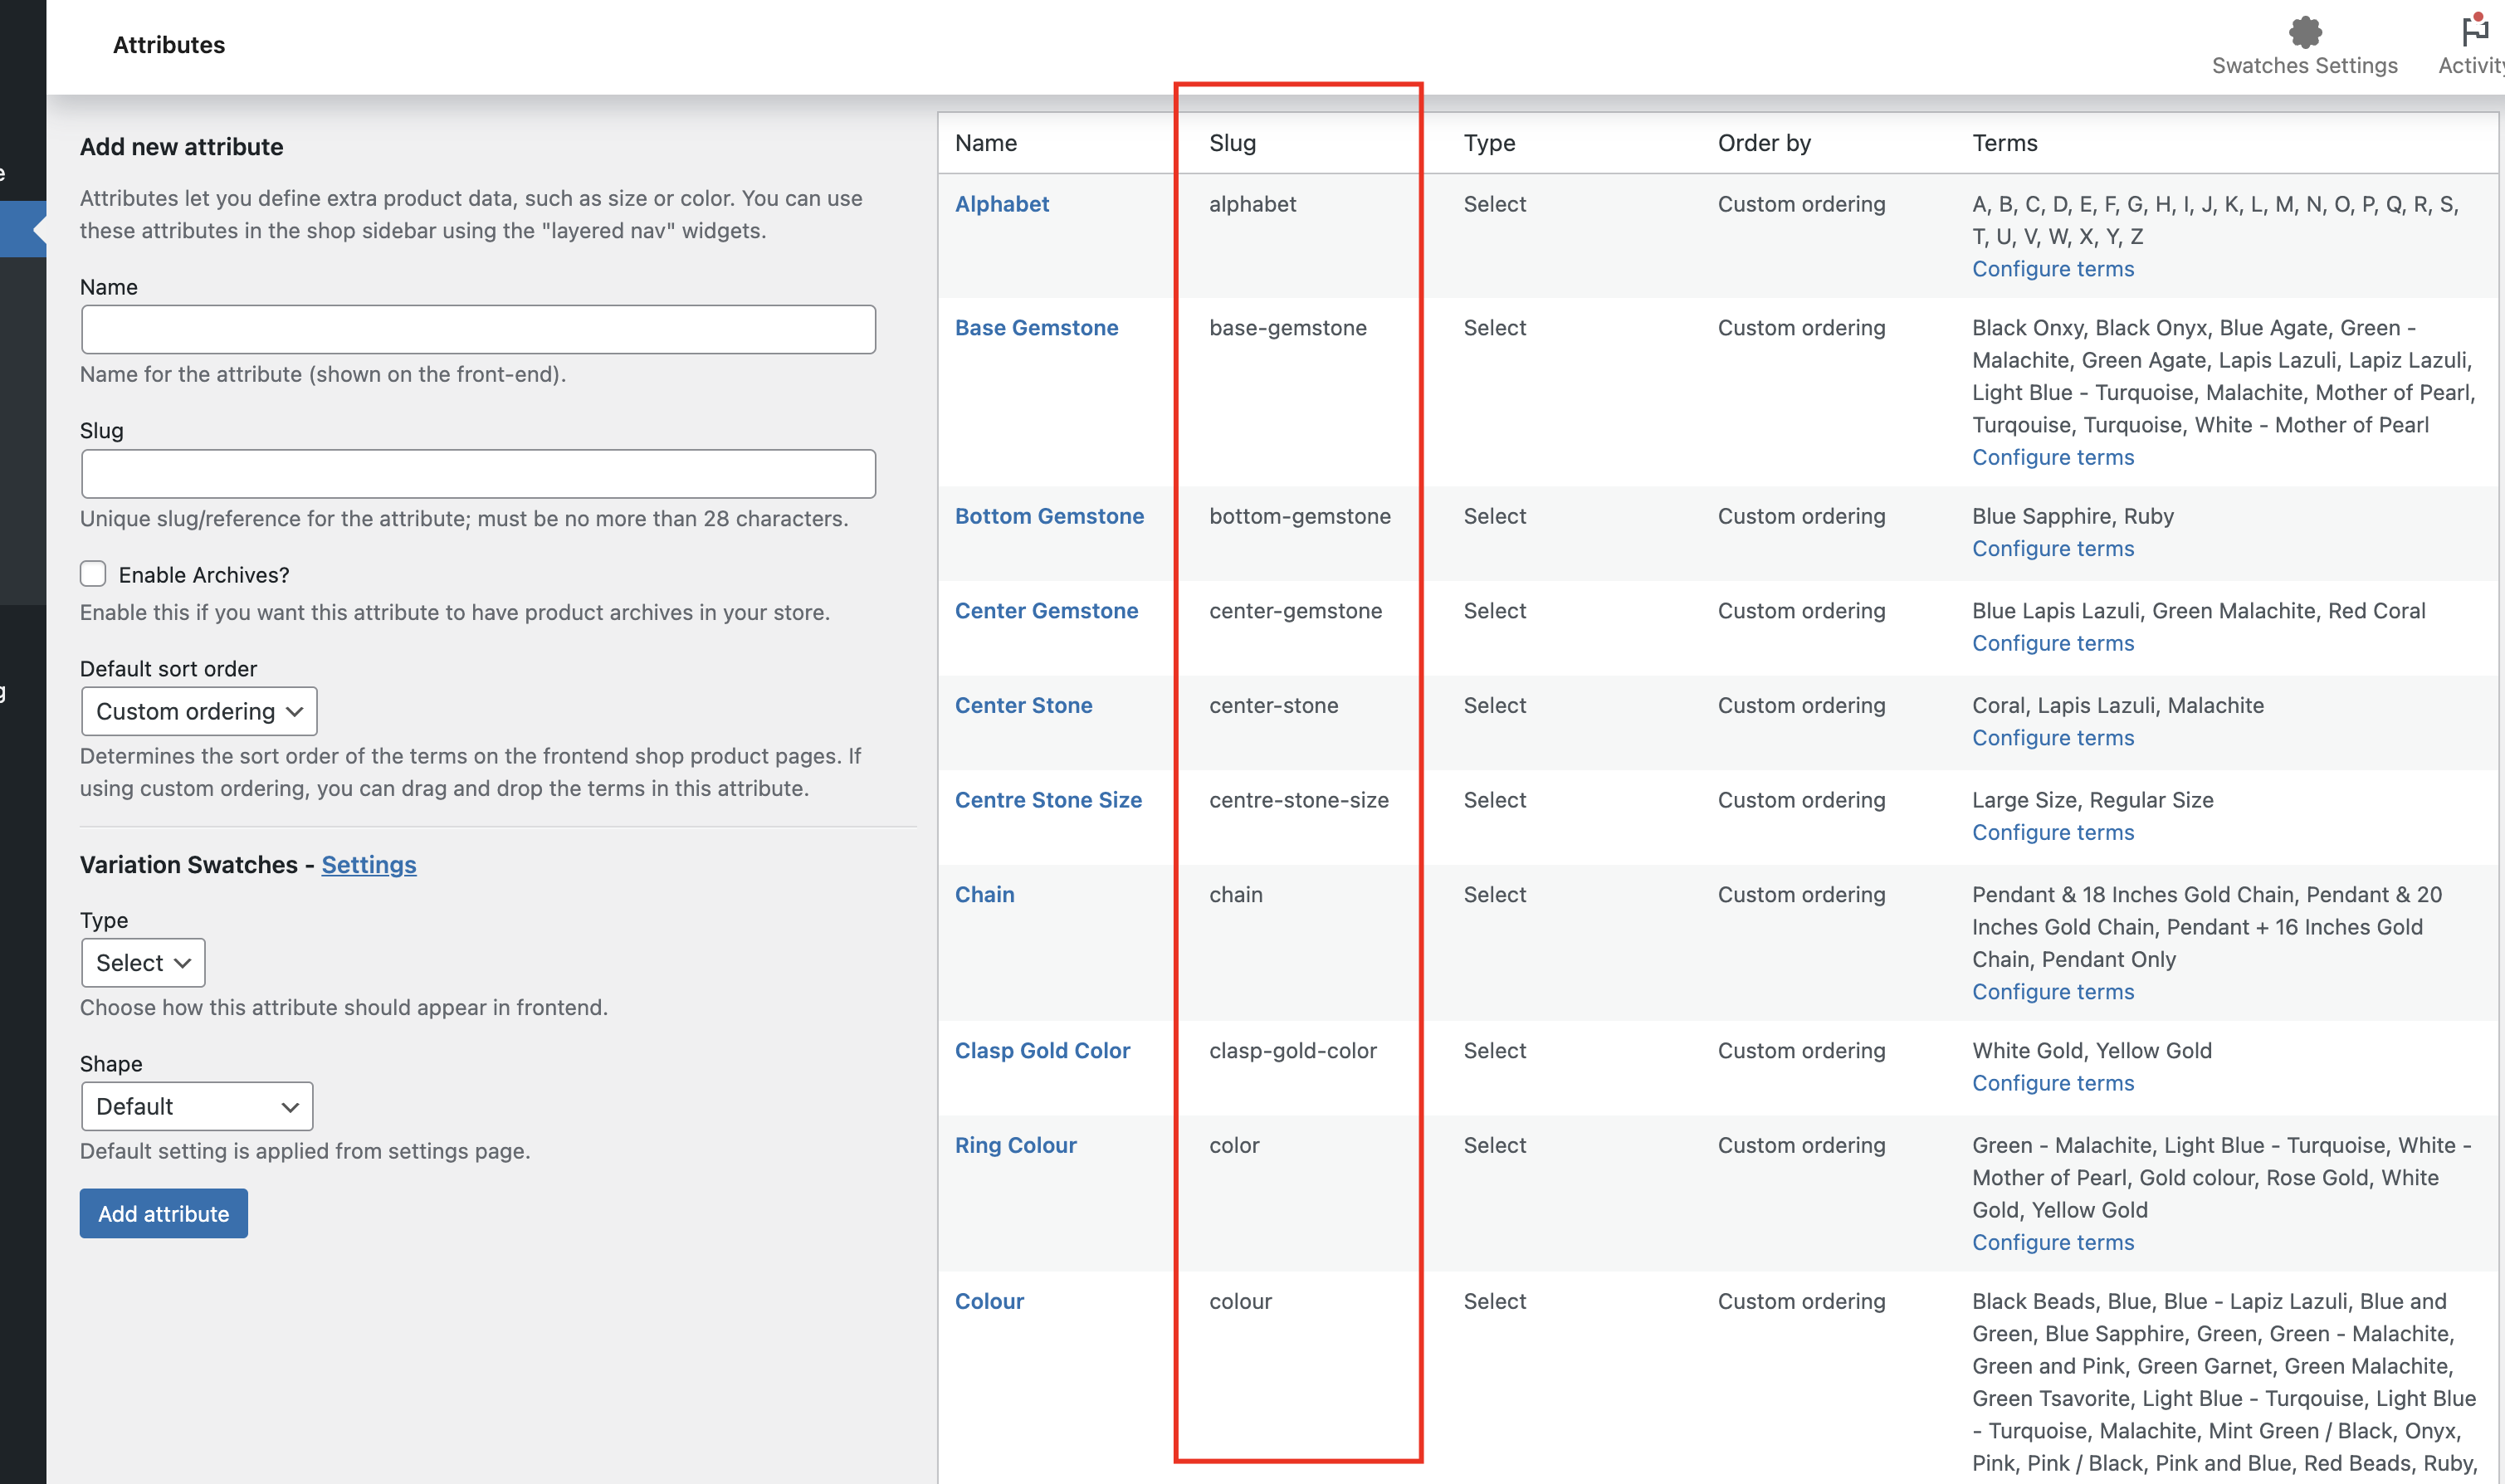 Attributes
Swatches Settings
Activity
e
g
Add new attribute
Attributes let you define extra product data, such as size or color. You can use
these attributes in the shop sidebar using the "layered nav" widgets.
Name
Name for the attribute (shown on the front-end).
Slug
Unique slug/reference for the attribute; must be no more than 28 characters.
Enable Archives?
Enable this if you want this attribute to have product archives in your store.
Default sort order
Custom ordering
Determines the sort order of the terms on the frontend shop product pages. If
using custom ordering, you can drag and drop the terms in this attribute.
Variation Swatches - Settings
Type
Select
Choose how this attribute should appear in frontend.
Shape
Default
Default setting is applied from settings page.
Add attribute
Name Slug Type Order by Terms
Alphabet alphabet Select Custom ordering A, B, C, D, E, F, G, H, I, J, K, L, M, N, O, P, Q, R, S,
T, U, V, W, X, Y, Z
Configure terms
Base Gemstone base-gemstone Select Custom ordering Black Onxy, Black Onyx, Blue Agate, Green -
Malachite, Green Agate, Lapis Lazuli, Lapiz Lazuli,
Light Blue - Turquoise, Malachite, Mother of Pearl,
Turqouise, Turquoise, White - Mother of Pearl
Configure terms
Bottom Gemstone bottom-gemstone Select Custom ordering Blue Sapphire, Ruby
Configure terms
Center Gemstone center-gemstone Select Custom ordering Blue Lapis Lazuli, Green Malachite, Red Coral
Configure terms
Center Stone center-stone Select Custom ordering Coral, Lapis Lazuli, Malachite
Configure terms
Centre Stone Size centre-stone-size Select Custom ordering Large Size, Regular Size
Configure terms
Chain chain Select Custom ordering Pendant & 18 Inches Gold Chain, Pendant & 20
Inches Gold Chain, Pendant + 16 Inches Gold
Chain, Pendant Only
Configure terms
Clasp Gold Color clasp-gold-color Select Custom ordering White Gold, Yellow Gold
Configure terms
Ring Colour color Select Custom ordering Green - Malachite, Light Blue - Turquoise, White -
Mother of Pearl, Gold colour, Rose Gold, White
Gold, Yellow Gold
Configure terms
Colour colour Select Custom ordering Black Beads, Blue, Blue - Lapiz Lazuli, Blue and
Green, Blue Sapphire, Green, Green - Malachite,
Green and Pink, Green Garnet, Green Malachite,
Green Tsavorite, Light Blue - Turqouise, Light Blue
- Turquoise, Malachite, Mint Green / Black, Onyx,
Pink, Pink / Black, Pink and Blue, Red Beads, Ruby,